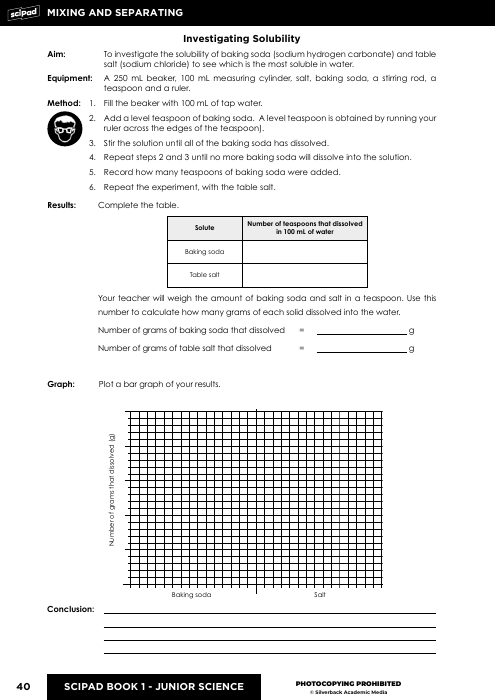 scipad MIXING AND SEPARATING
Investigating Solubility
Aim: To investigate the solubility of baking soda (sodium hydrogen carbonate) and table
salt (sodium chloride) to see which is the most soluble in water.
Equipment: A 250 mL beaker, 100 mL measuring cylinder, salt, baking soda, a stirring rod, a
teaspoon and a ruler.
Method: 1. Fill the beaker with 100 mL of tap water.
2. Add a level teaspoon of baking soda. A level teaspoon is obtained by running your
ruler across the edges of the teaspoon).
3. Stir the solution until all of the baking soda has dissolved.
4. Repeat steps 2 and 3 until no more baking soda will dissolve into the solution.
5. Record how many teaspoons of baking soda were added.
6. Repeat the experiment, with the table salt.
Results: Complete the table.
Solute Number of teaspoons that dissolved
in 100 mL of water
Baking soda
Table salt
Your teacher will weigh the amount of baking soda and salt in a teaspoon. Use this
number to calculate how many grams of each solid dissolved into the water.
Number of grams of baking soda that dissolved = g
Number of grams of table salt that dissolved = g
Graph: Plot a bar graph of your results.
Number of grams that dissolved (g)
Baking soda Salt
Conclusion:
40 SCIPAD BOOK 1 - JUNIOR SCIENCE PHOTOCOPYING PROHIBITED
© Silverback Academic Media